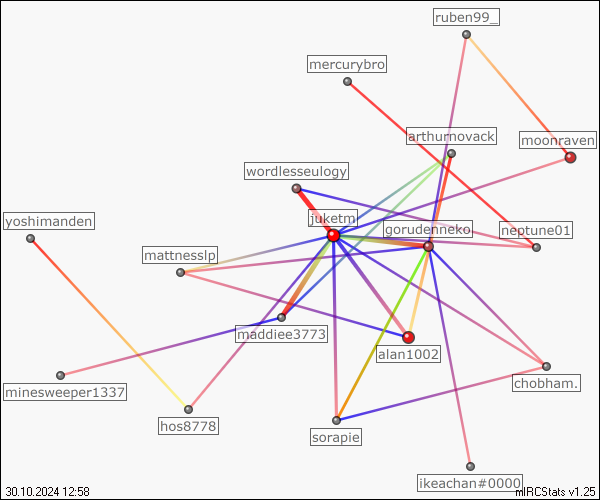 ruben99_
mercurybro
arthurnovack
moonraven
wordlesseulogy
juketm
yoshimanden
gorudenneko
neptune01
mattnesslp
maddiee3773
alan1002
minesweeper1337
chobham.
hos8778
sorapie
ikeachan#0000
30.10.2024 12:58
mIRCStats v1.25